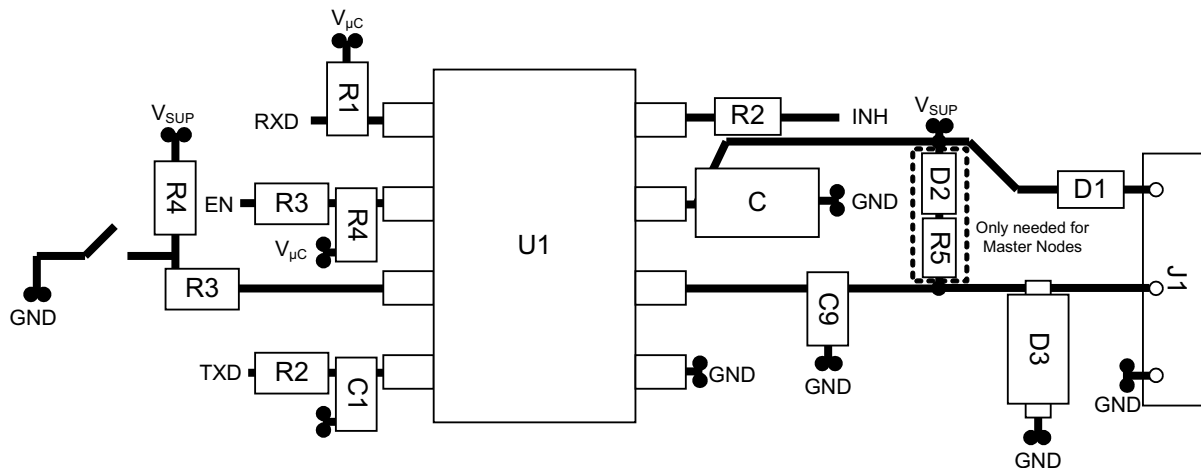 VμC
R1
RXD
VSUP
R4
EN
R3
R4
VμC
R3
GND
TXD
R2
C1
U1
R2
INH
VSUP
C
GND
D2
R5
Only needed for
Master Nodes
D1
J1
C9
GND
GND
D3
GND
GND